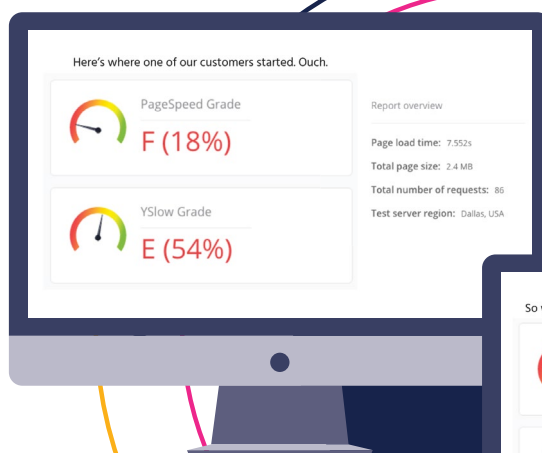 Here's where one of our customers started. Ouch.
PageSpeed Grade
F (18%)
YSlow Grade
E (54%)
Report overview
Page load time: 7.552s
Total page size: 2.4 MB
Total number of requests: 86
Test server region: Dallas, USA
So